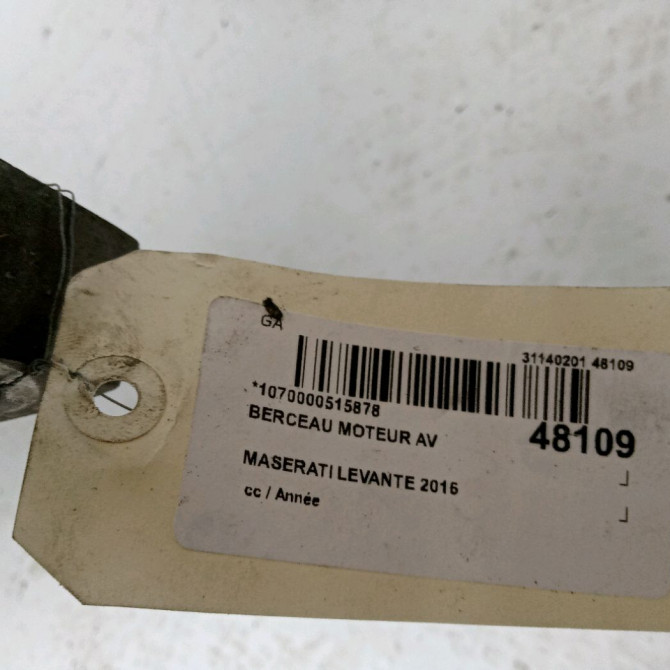 GA
31140201 48109
*1070000515878
BERCEAU MOTEUR AV
48109
MASERATI LEVANTE 2016
cc / Année